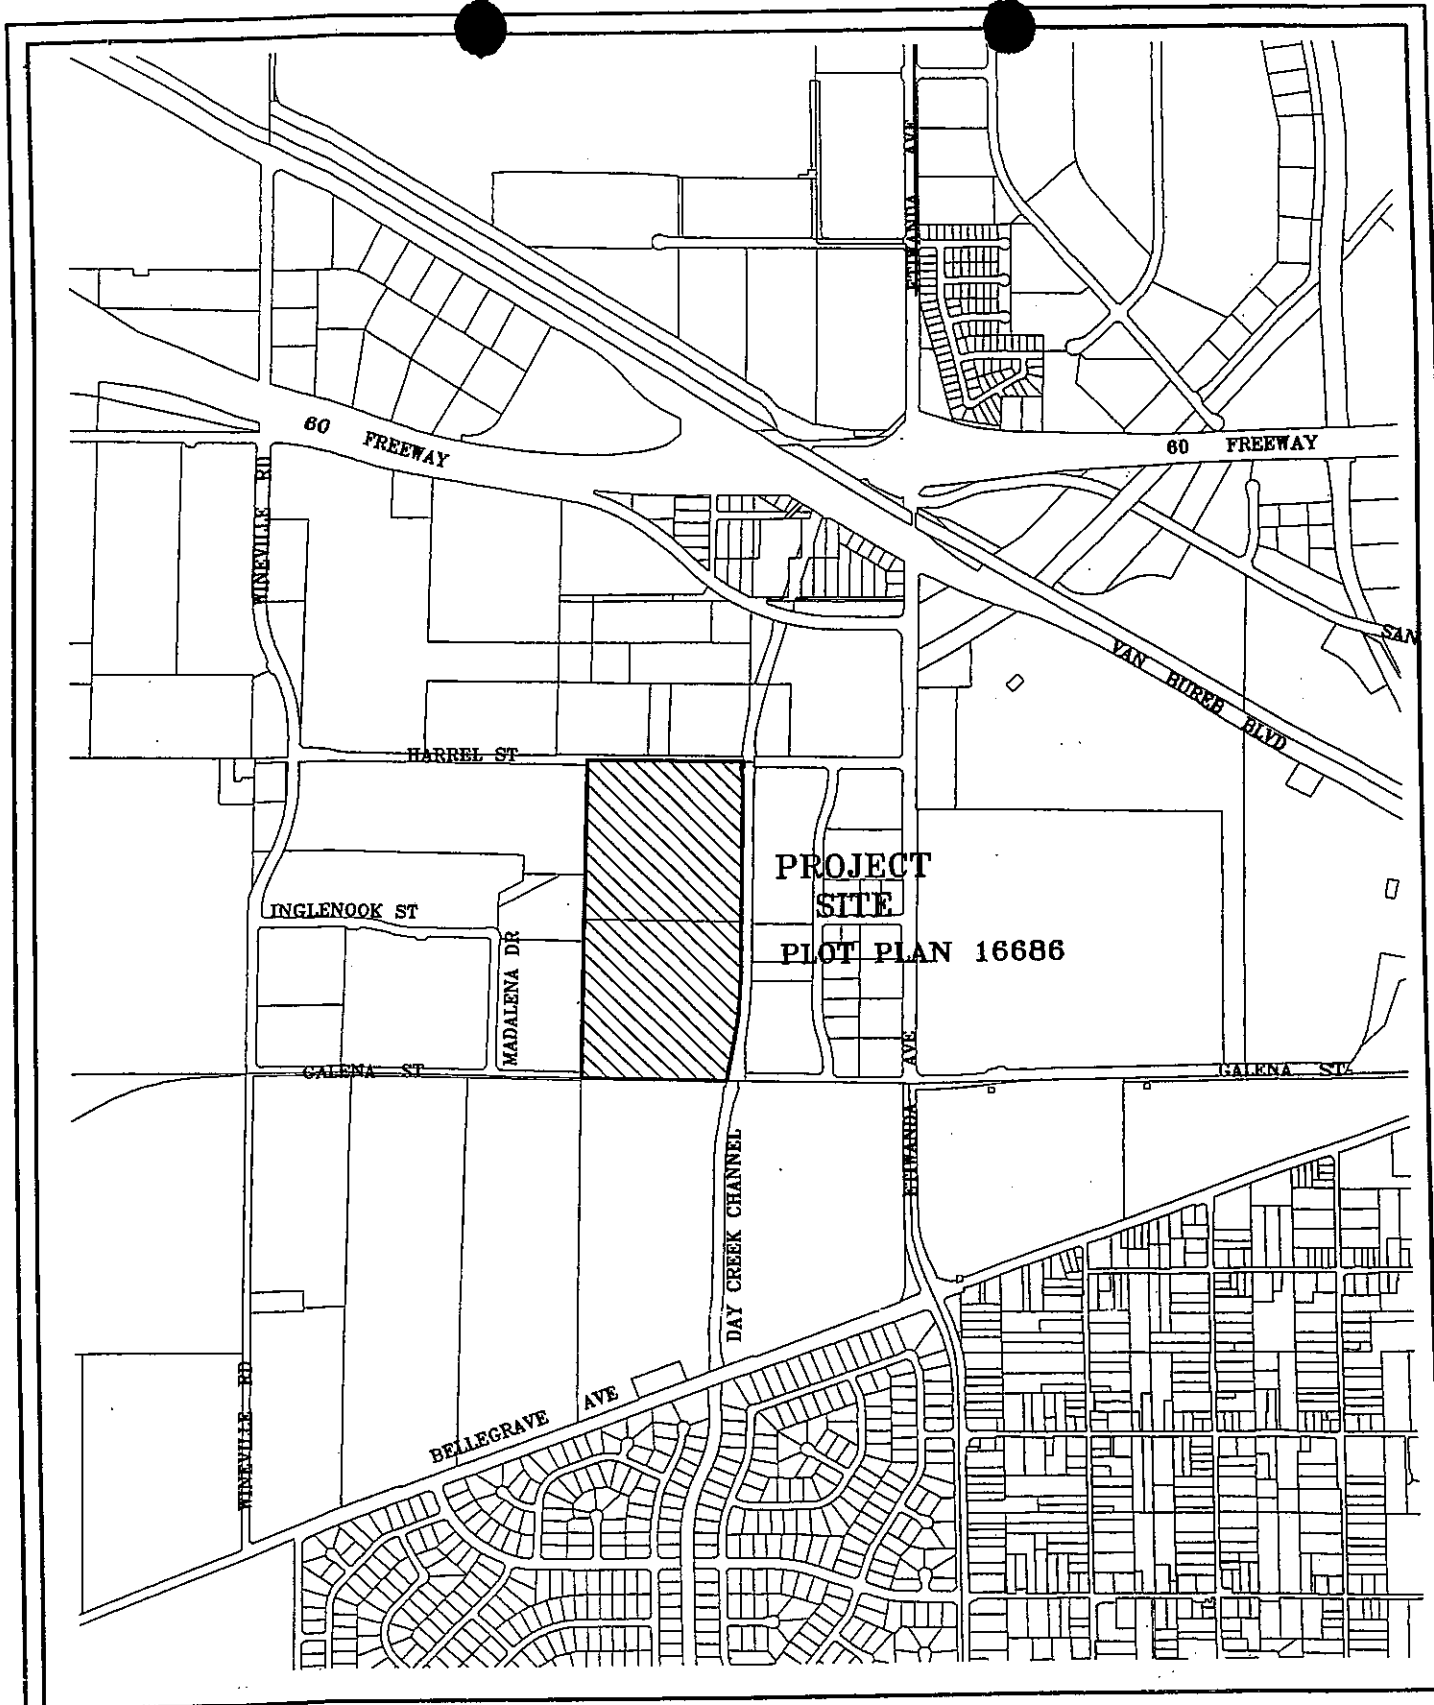 ETIWANDA AVE
60 FREEWAY
60 FREEWAY
WINEVILLE RD
SAN
VAN BUREB BLVD
HARREL ST
PROJECT
SITE
PLOT PLAN 16686
INGLENOOK ST
MADALENA DR
ETIWANDA AVE
GALENA ST
GALENA ST
DAY CREEK CHANNEL
WINEVILLE RD
BELLEGRAVE AVE